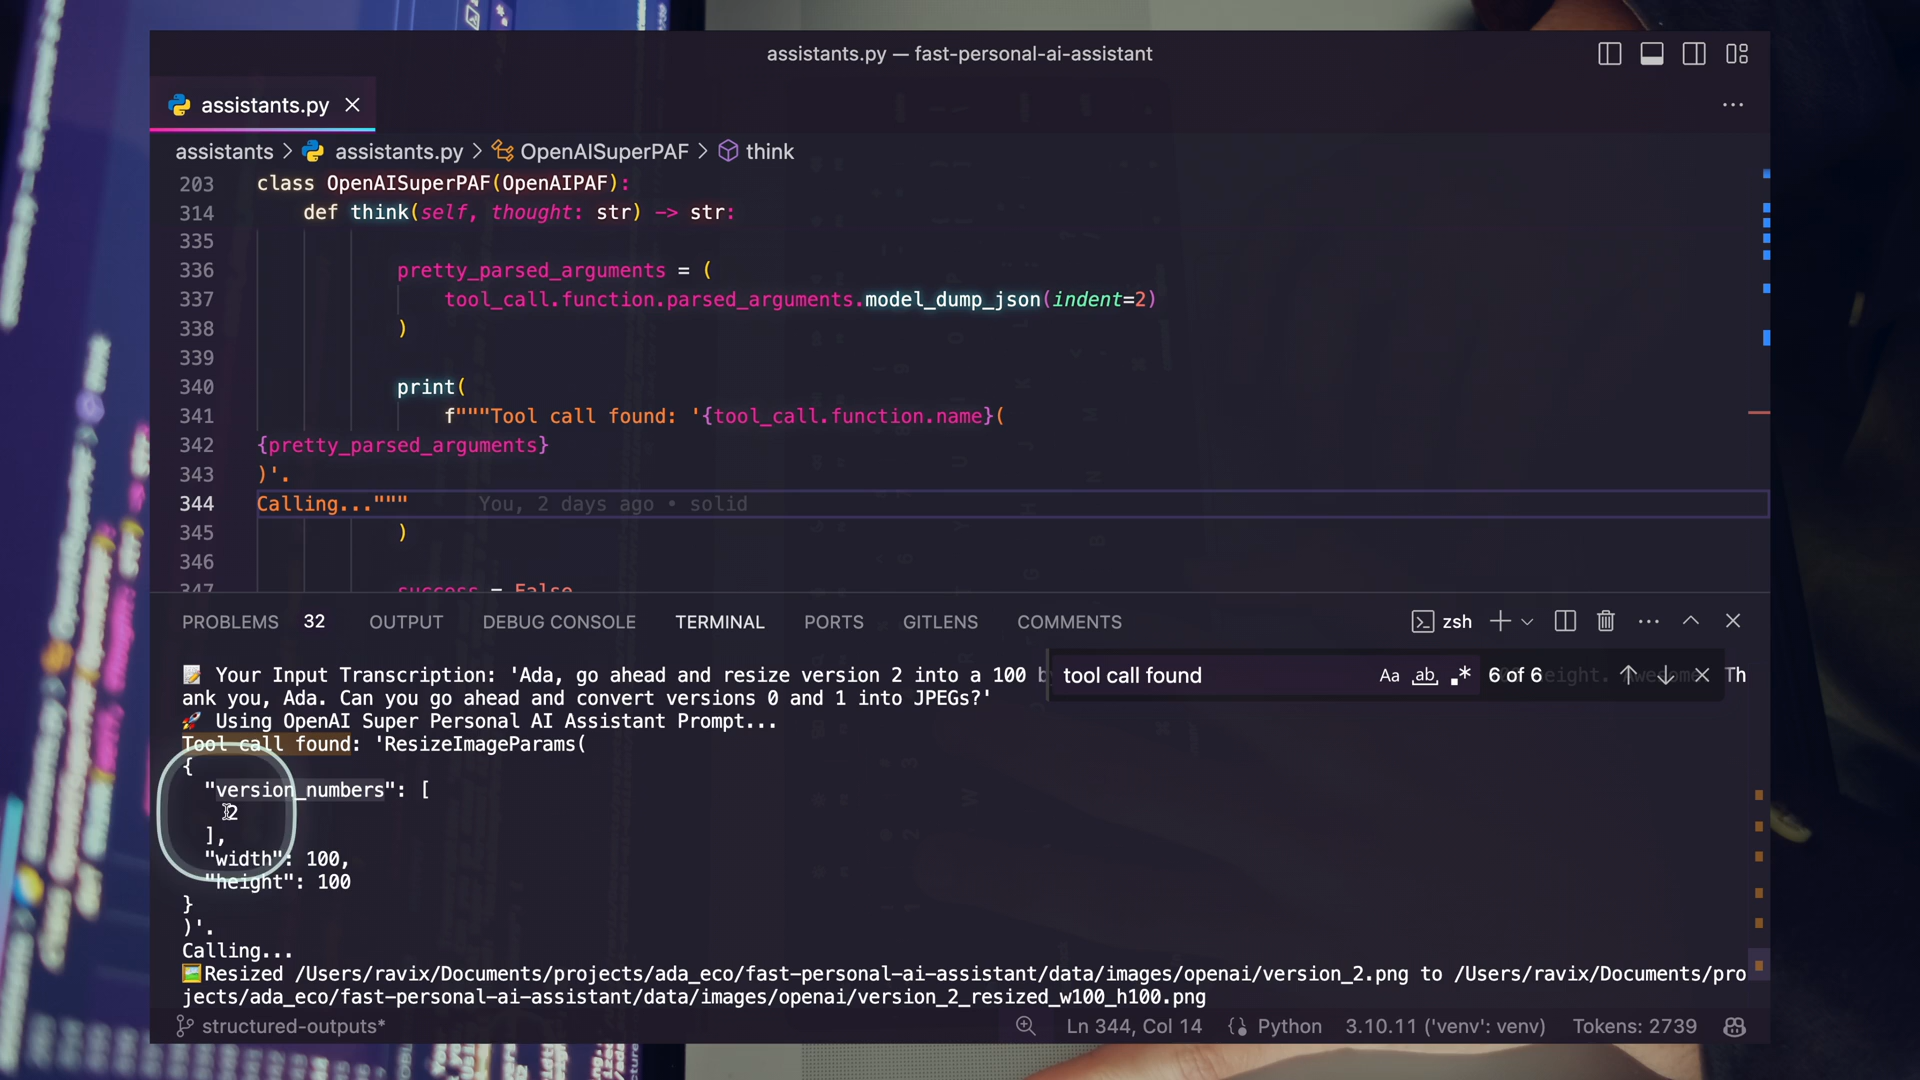 assistants.py — fast-personal-ai-assistant
assistants.py
assistants > assistants.py > OpenAISuperPAF > think
203 class OpenAISuperPAF(OpenAIPAF):
314 def think(self, thought: str) -> str:
335
336 pretty_parsed_arguments = (
337 tool_call.function.parsed_arguments.model_dump_json(indent=2)
338 )
339
340 print(
341 f"""Tool call found: '{tool_call.function.name}(
342 {pretty_parsed_arguments}
343 )'.
344 Calling...""" You, 2 days ago • solid
345 )
346
347 success = False
PROBLEMS 32 OUTPUT DEBUG CONSOLE TERMINAL PORTS GITLENS COMMENTS zsh
tool call found Aa ab .* 6 of 6
📝 Your Input Transcription: 'Ada, go ahead and resize version 2 into a 100 height. Awesome. Th
ank you, Ada. Can you go ahead and convert versions 0 and 1 into JPEGs?'
🚀 Using OpenAI Super Personal AI Assistant Prompt...
Tool call found: 'ResizeImageParams(
{
"version_numbers": [
2
],
"width": 100,
"height": 100
}
)'.
Calling...
🖼️Resized /Users/ravix/Documents/projects/ada_eco/fast-personal-ai-assistant/data/images/openai/version_2.png to /Users/ravix/Documents/pro
jects/ada_eco/fast-personal-ai-assistant/data/images/openai/version_2_resized_w100_h100.png
structured-outputs* Ln 344, Col 14 Python 3.10.11 ('venv': venv) Tokens: 2739